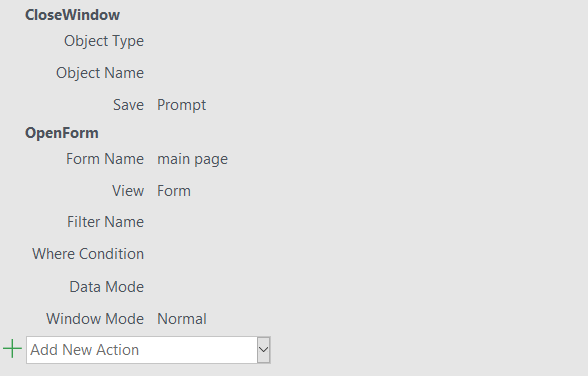 CloseWindow
Object Type
Object Name
Save Prompt
OpenForm
Form Name main page
View Form
Filter Name
Where Condition
Data Mode
Window Mode Normal
Add New Action